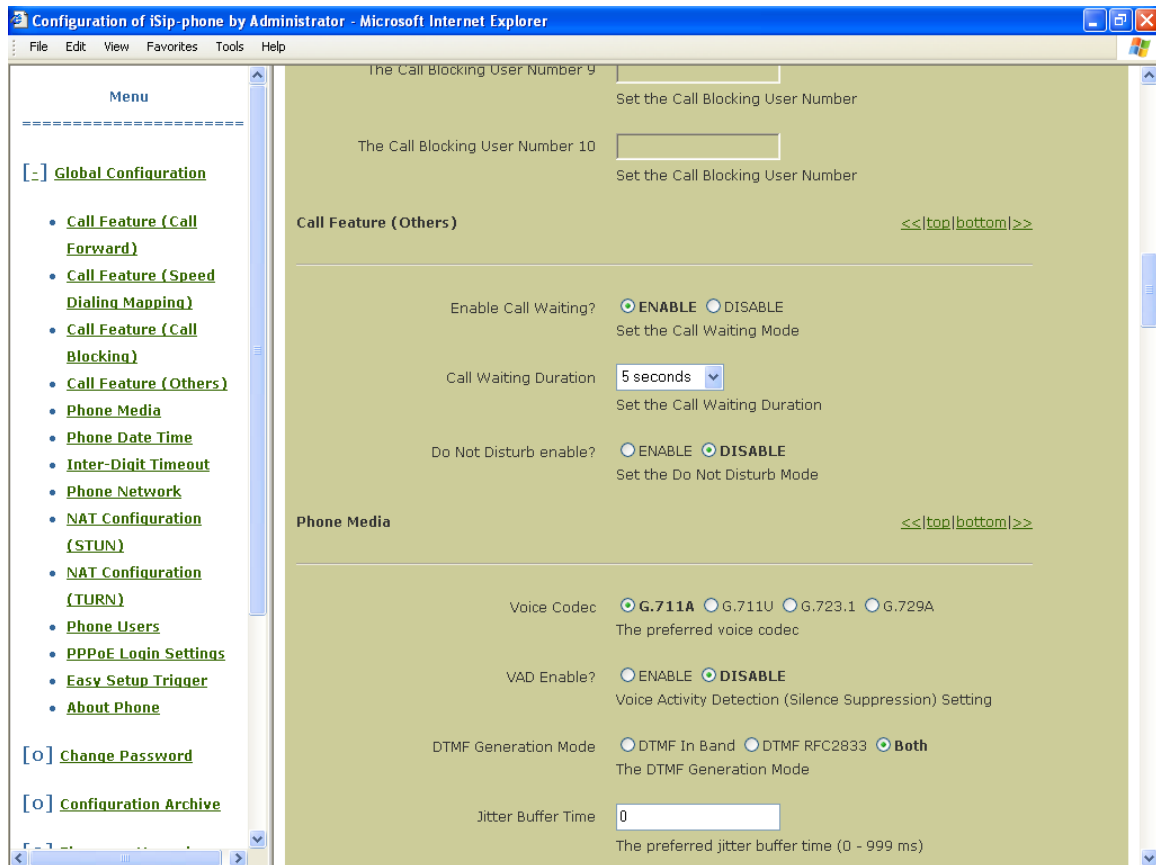 Configuration of iSip-phone by Administrator - Microsoft Internet Explorer
File Edit View Favorites Tools Help
Menu
=======================
[-] Global Configuration
Call Feature (Call
Forward)
Call Feature (Speed
Dialing Mapping)
Call Feature (Call
Blocking)
Call Feature (Others)
Phone Media
Phone Date Time
Inter-Digit Timeout
Phone Network
NAT Configuration
(STUN)
NAT Configuration
(TURN)
Phone Users
PPPoE Login Settings
Easy Setup Trigger
About Phone
[O] Change Password
[O] Configuration Archive
The Call Blocking User Number 9
Set the Call Blocking User Number
The Call Blocking User Number 10
Set the Call Blocking User Number
Call Feature (Others) <<|top|bottom|>>
Enable Call Waiting? ENABLE DISABLE
Set the Call Waiting Mode
Call Waiting Duration 5 seconds
Set the Call Waiting Duration
Do Not Disturb enable? ENABLE DISABLE
Set the Do Not Disturb Mode
Phone Media <<|top|bottom|>>
Voice Codec G.711A G.711U G.723.1 G.729A
The preferred voice codec
VAD Enable? ENABLE DISABLE
Voice Activity Detection (Silence Suppression) Setting
DTMF Generation Mode DTMF In Band DTMF RFC2833 Both
The DTMF Generation Mode
Jitter Buffer Time 0
The preferred jitter buffer time (0 - 999 ms)